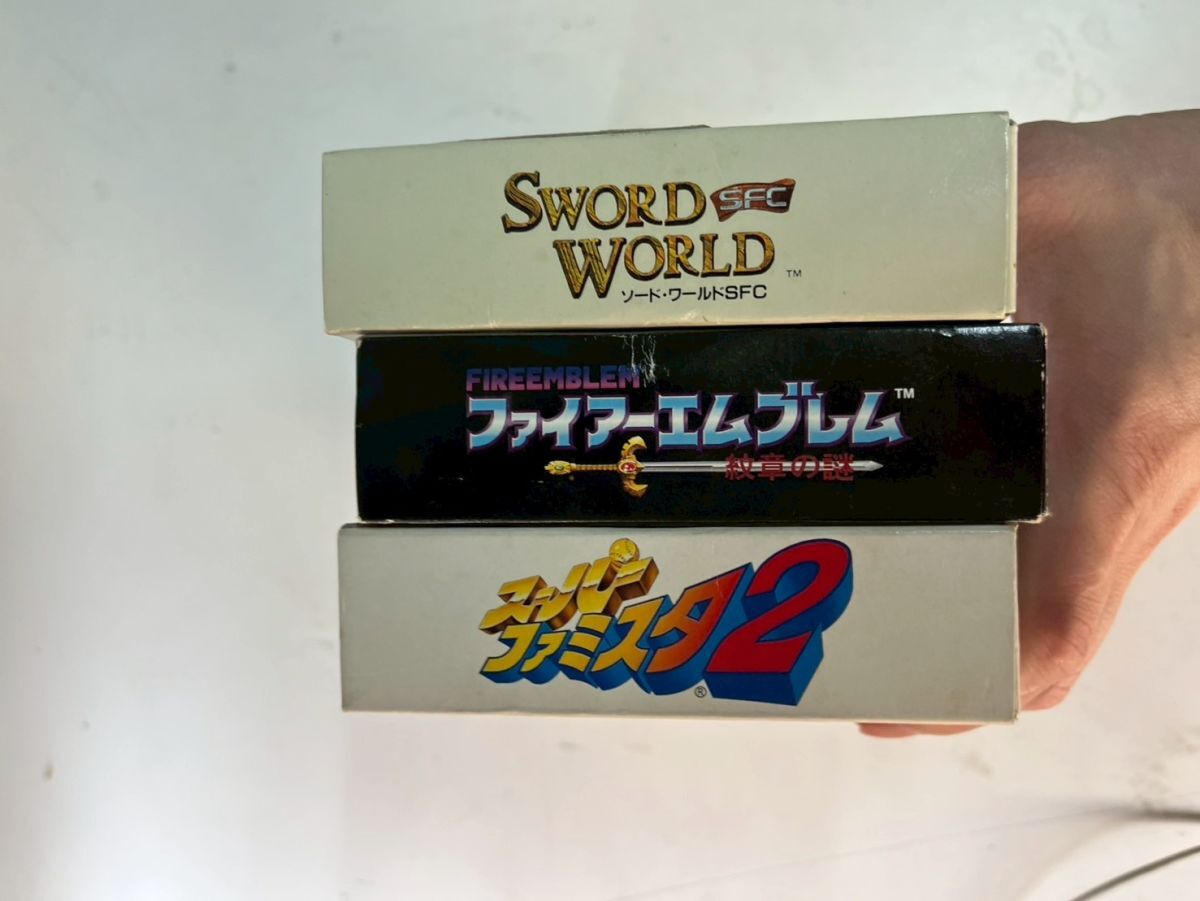 SWORD SFC
WORLD ™
ソード・ワールドSFC
FIREEMBLEM
ファイアーエムブレム™
紋章の謎
スーパー
ファミスタ2
®